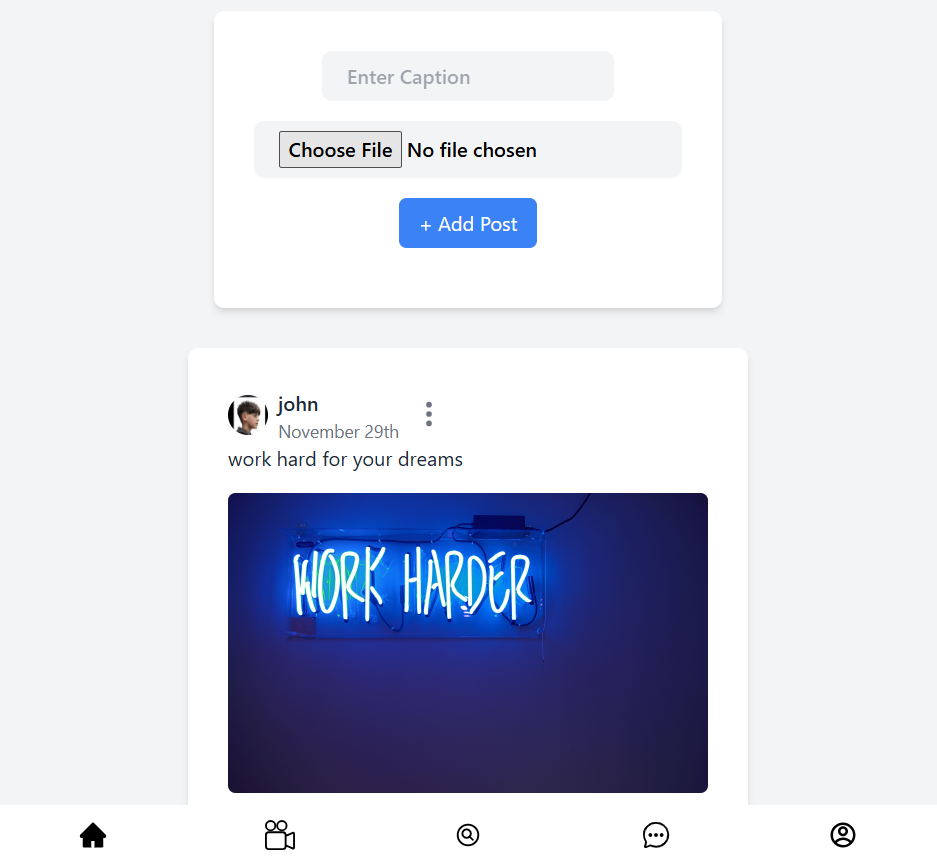 Enter Caption
Choose File No file chosen
+ Add Post
john
November 29th
work hard for your dreams
WORK HARDER